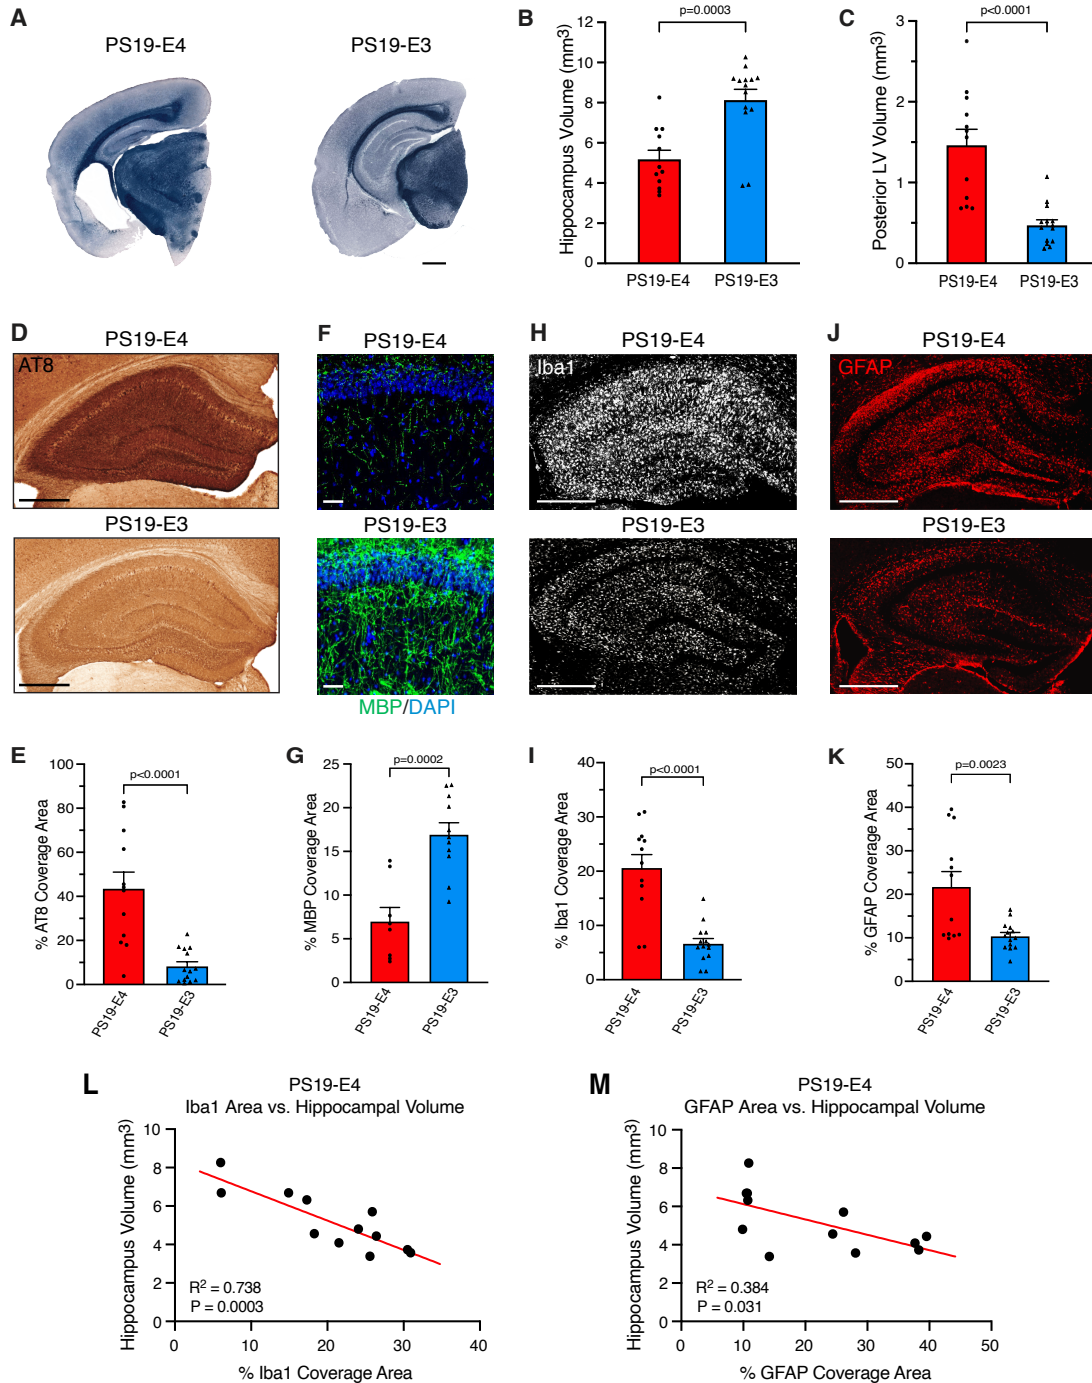 A
PS19-E4
PS19-E3
B
p=0.0003
Hippocampus Volume (mm3)
12
10
8
6
4
2
0
PS19-E4
PS19-E3
C
p<0.0001
Posterior LV Volume (mm3)
3
2
1
0
PS19-E4
PS19-E3
D
PS19-E4
AT8
PS19-E3
F
PS19-E4
PS19-E3
MBP/DAPI
H
PS19-E4
Iba1
PS19-E3
J
PS19-E4
GFAP
PS19-E3
E
p<0.0001
% AT8 Coverage Area
100
80
60
40
20
0
PS19-E4
PS19-E3
G
p=0.0002
% MBP Coverage Area
25
20
15
10
5
0
PS19-E4
PS19-E3
I
p<0.0001
% Iba1 Coverage Area
40
30
20
10
0
PS19-E4
PS19-E3
K
p=0.0023
% GFAP Coverage Area
50
40
30
20
10
0
PS19-E4
PS19-E3
L
PS19-E4
Iba1 Area vs. Hippocampal Volume
Hippocampus Volume (mm3)
10
8
6
4
2
0
R2 = 0.738
P = 0.0003
0
10
20
30
40
% Iba1 Coverage Area
M
PS19-E4
GFAP Area vs. Hippocampal Volume
Hippocampus Volume (mm3)
10
8
6
4
2
0
R2 = 0.384
P = 0.031
0
10
20
30
40
50
% GFAP Coverage Area